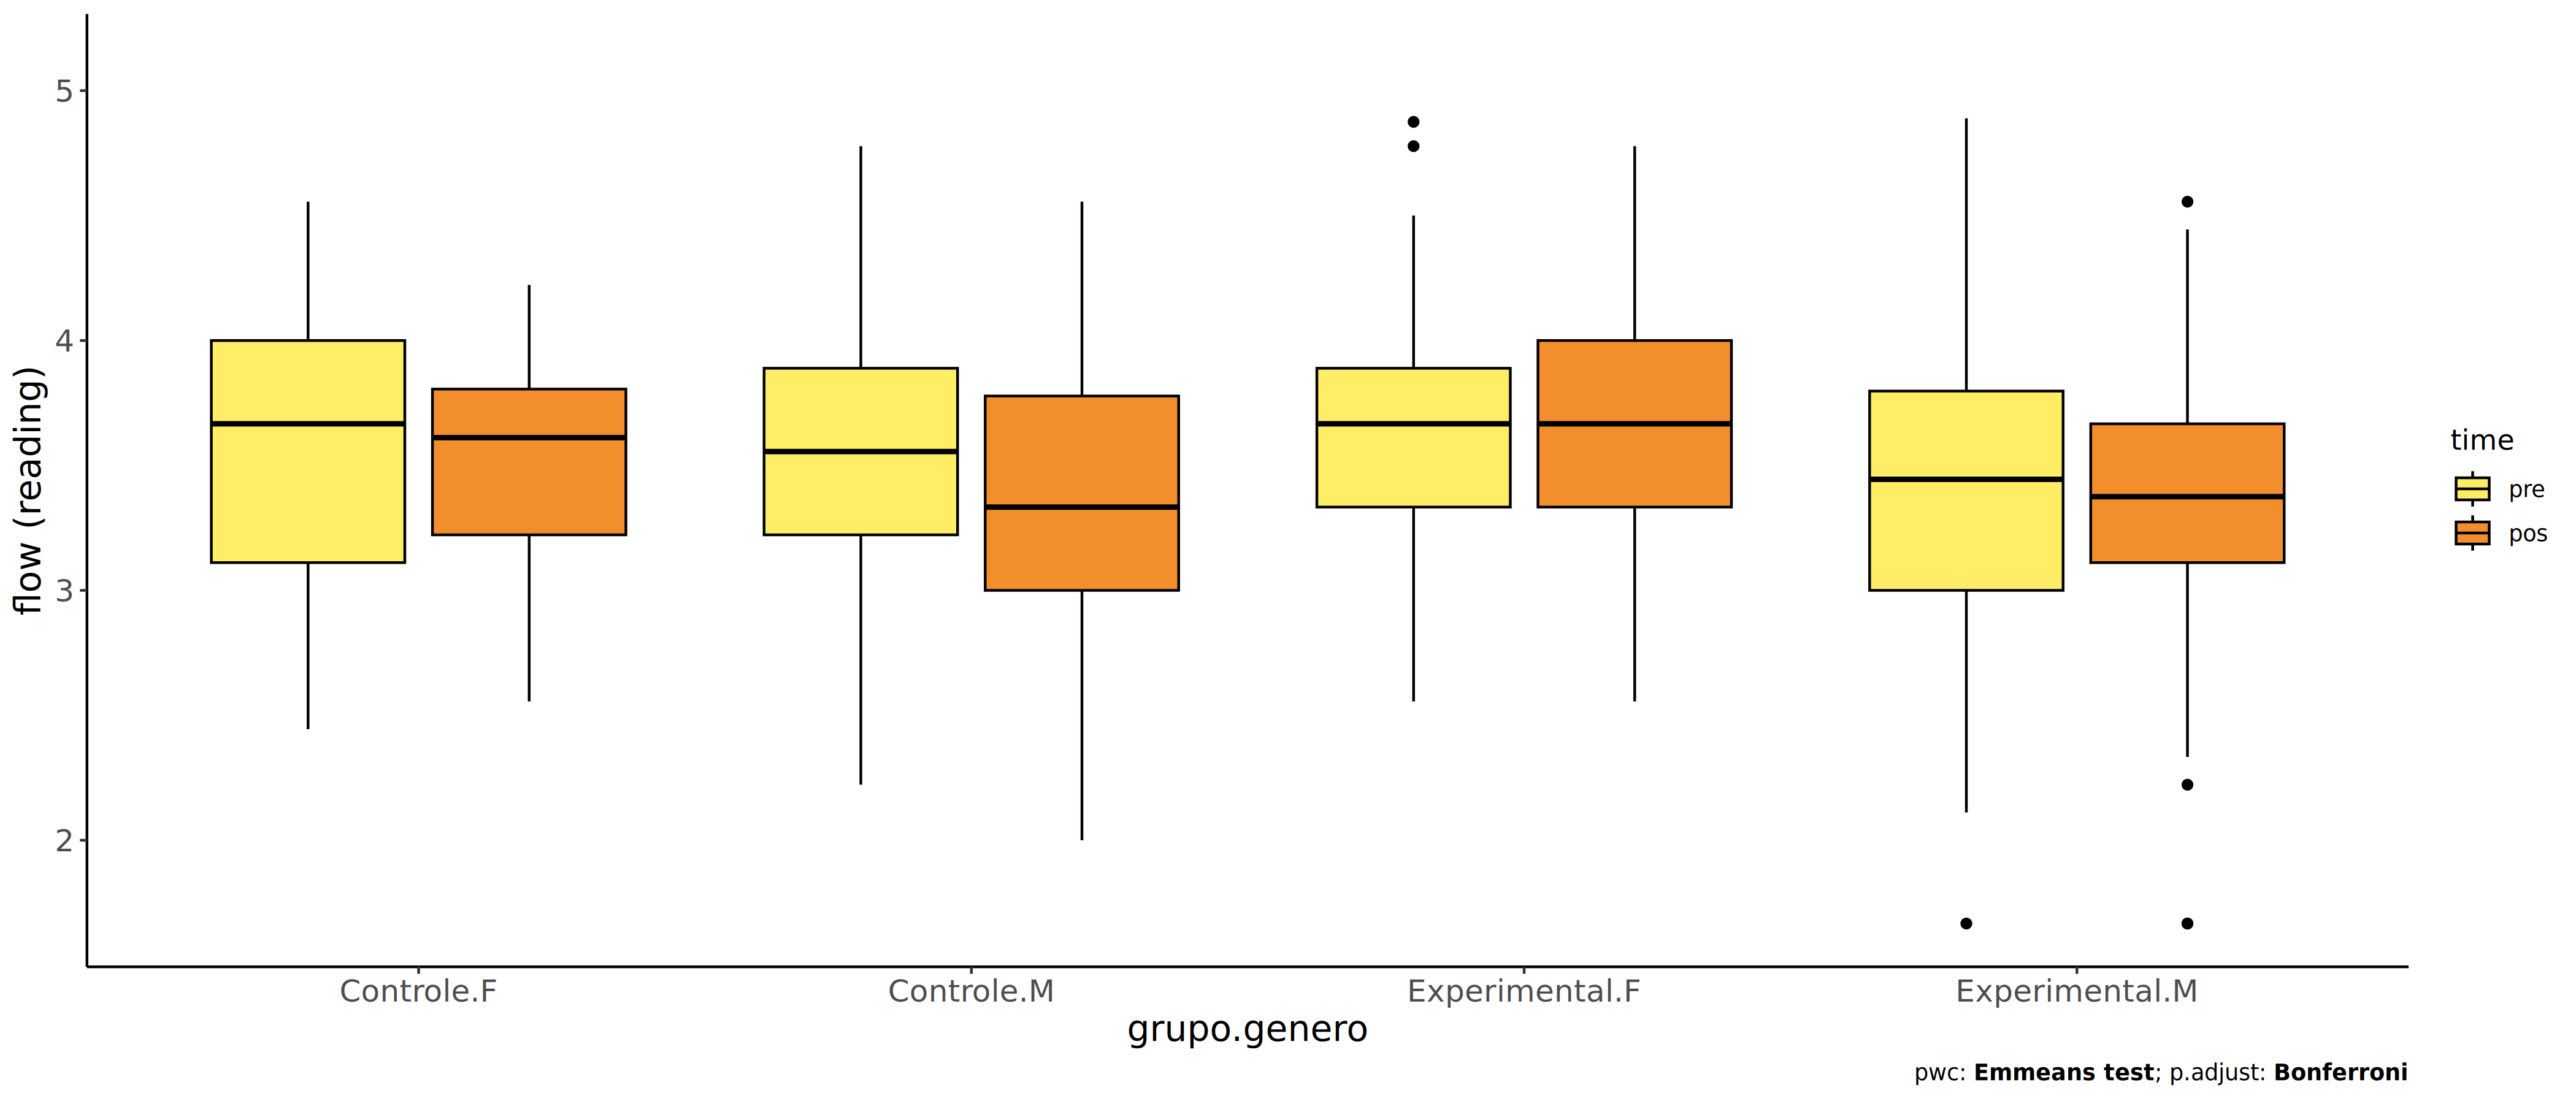 5
4
3
2
flow (reading)
Controle.F
Controle.M
Experimental.F
Experimental.M
grupo.genero
time
pre
pos
pwc: Emmeans test; p.adjust: Bonferroni